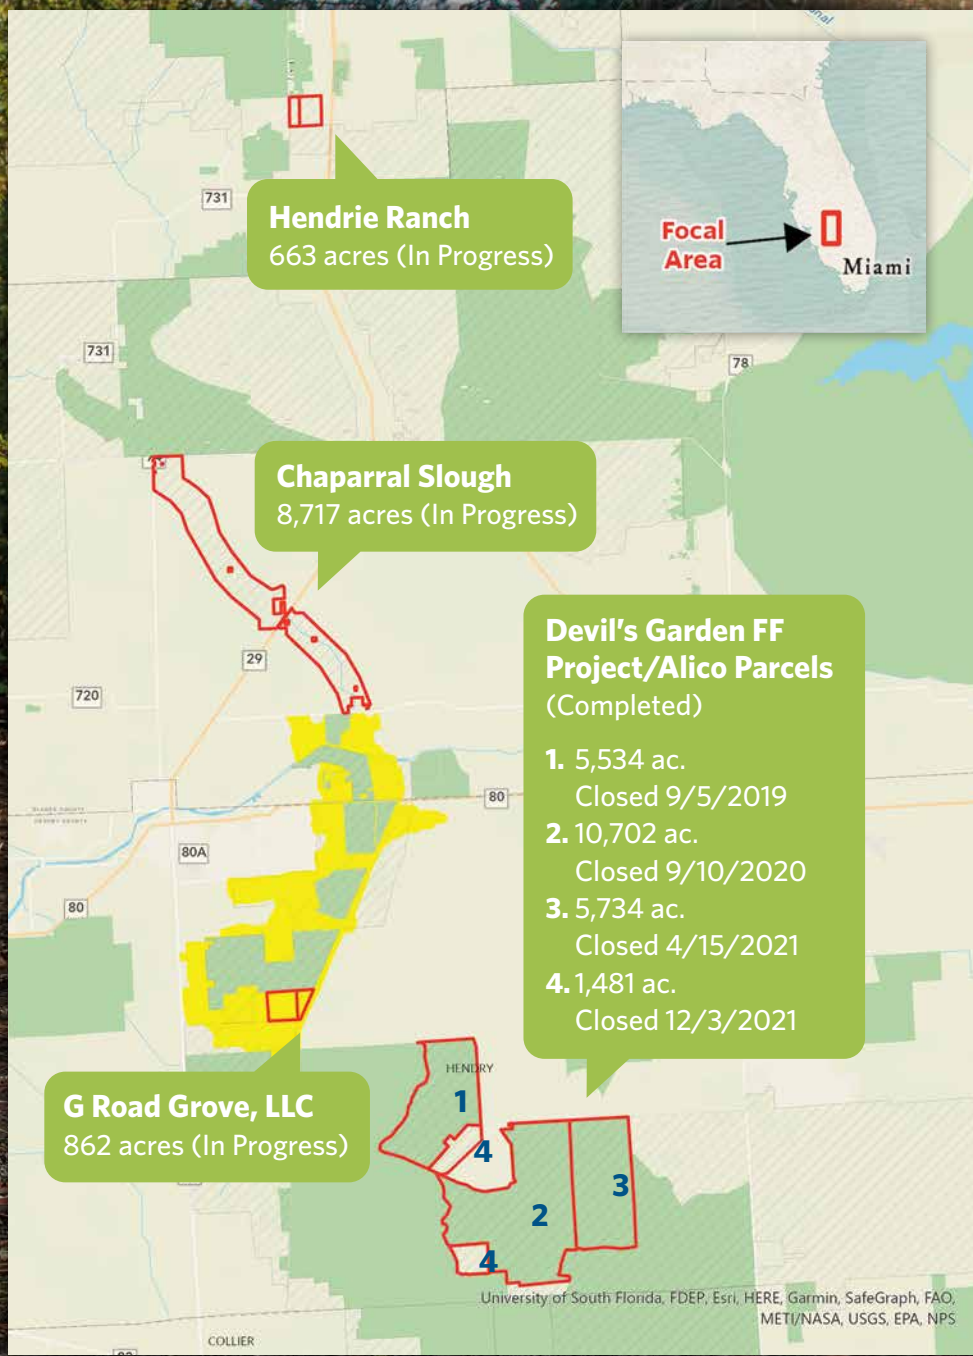 731
Hendrie Ranch
663 acres (In Progress)
Focal
Area
Miami
731
78
Chaparral Slough
8,717 acres (In Progress)
29
720
Devil's Garden FF
Project/Alico Parcels
(Completed)
1. 5,534 ac.
Closed 9/5/2019
2. 10,702 ac.
Closed 9/10/2020
3. 5,734 ac.
Closed 4/15/2021
4. 1,481 ac.
Closed 12/3/2021
80
80A
80
HENDRY
1
4
G Road Grove, LLC
862 acres (In Progress)
3
2
4
University of South Florida, FDEP, Esri, HERE, Garmin, SafeGraph, FAO,
METI/NASA, USGS, EPA, NPS
COLLIER